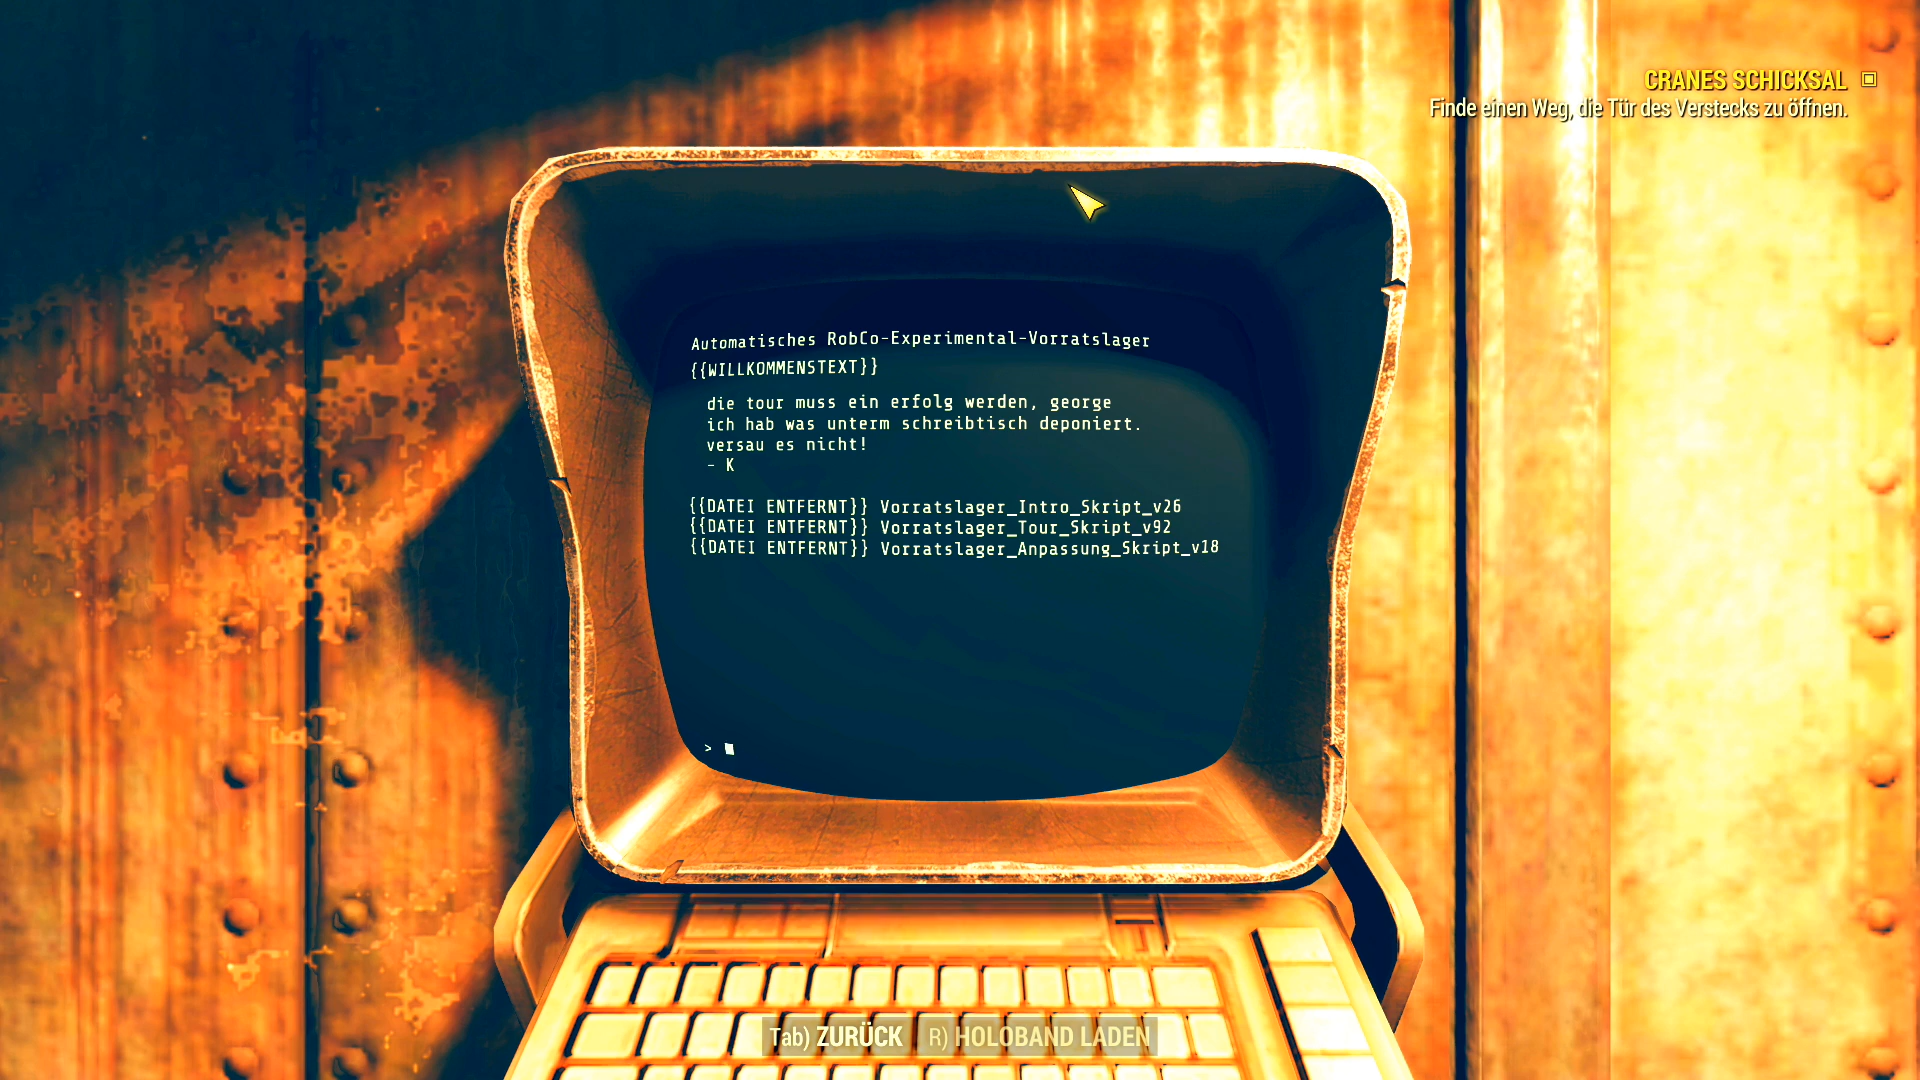 CRANES SCHICKSAL
Finde einen Weg, die Tür des Verstecks zu öffnen.
Automatisches RobCo-Experimental-Vorratslager
{{WILLKOMMENSTEXT}}
die tour muss ein erfolg werden, george
ich hab was unterm schreibtisch deponiert.
versau es nicht!
- K
{{DATEI ENTFERNT}} Vorratslager_Intro_Skript_v26
{{DATEI ENTFERNT}} Vorratslager_Tour_Skript_v92
{{DATEI ENTFERNT}} Vorratslager_Anpassung_Skript_v18
>
Tab) ZURÜCK R) HOLOBAND LADEN